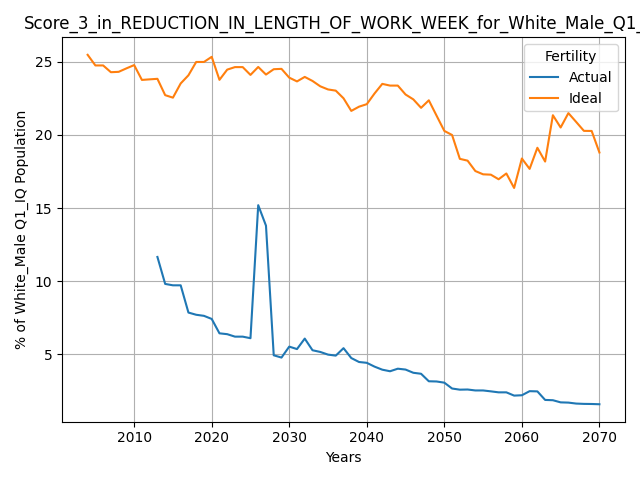 Score_3_in_REDUCTION_IN_LENGTH_OF_WORK_WEEK_for_White_Male_Q1_
Fertility
Actual
Ideal
% of White_Male Q1_IQ Population
25
20
15
10
5
2010 2020 2030 2040 2050 2060 2070
Years